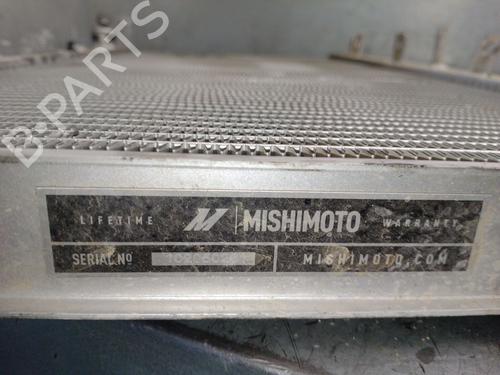 B-PARTS
LIFETIME MISHIMOTO WARRANTY
SERIAL Nº MISHIMOTO.COM